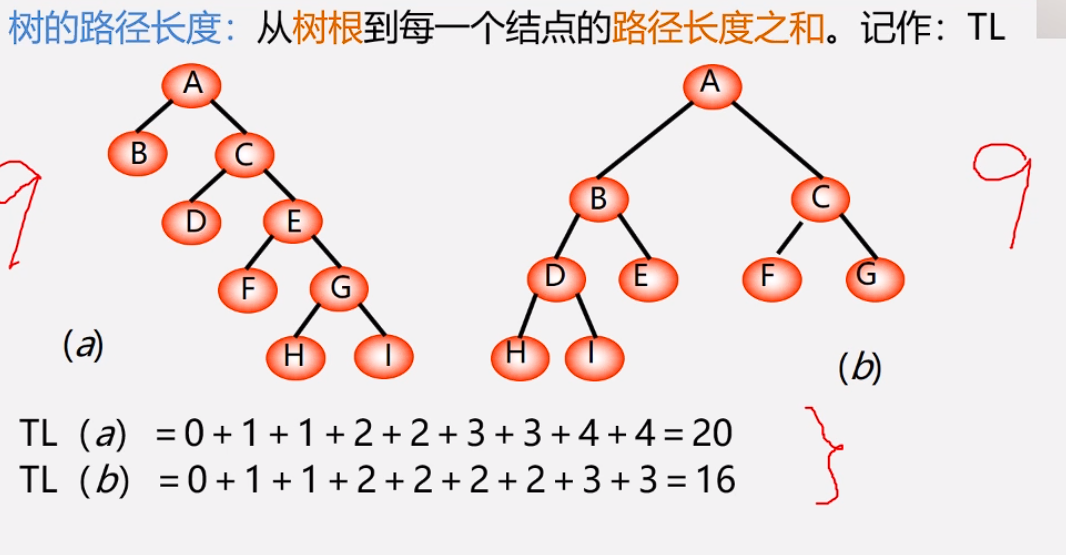 树的路径长度：从树根到每一个结点的路径长度之和。记作：TL
A
B C
D E
F G
H I
(a)
A
B C
D E F G
H I
(b)
9
9
TL（a） = 0 + 1 + 1 + 2 + 2 + 3 + 3 + 4 + 4 = 20
TL（b） = 0 + 1 + 1 + 2 + 2 + 2 + 2 + 3 + 3 = 16
}